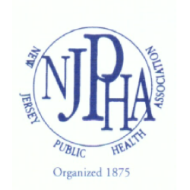 NEW JERSEY PUBLIC HEALTH ASSOCIATION
NJPHA
Organized 1875